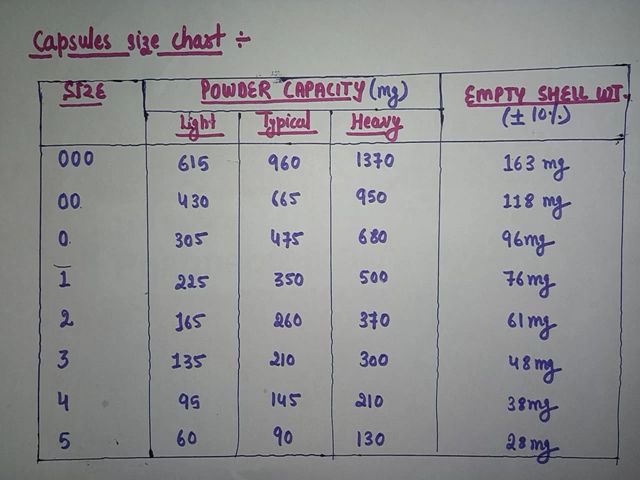 Capsules size chart ÷
SIZE POWDER CAPACITY (mg) EMPTY SHELL WT.
(± 10%)
Light Typical Heavy
000 615 960 1370 163 mg
00 430 665 950 118 mg
0 305 475 680 96mg
1 225 350 500 76mg
2 165 260 370 61mg
3 135 210 300 48mg
4 95 145 210 38mg
5 60 90 130 28mg